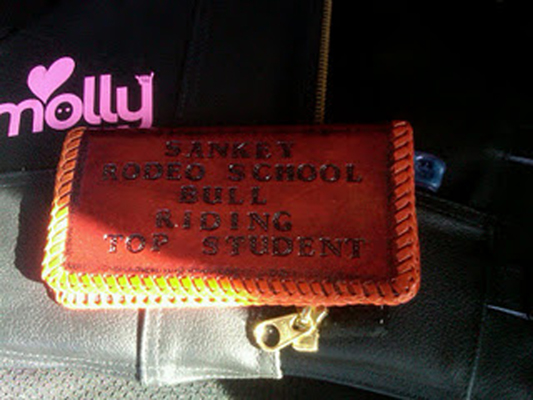 molly
SANKEY
RODEO SCHOOL
BULL
RIDING
TOP STUDENT